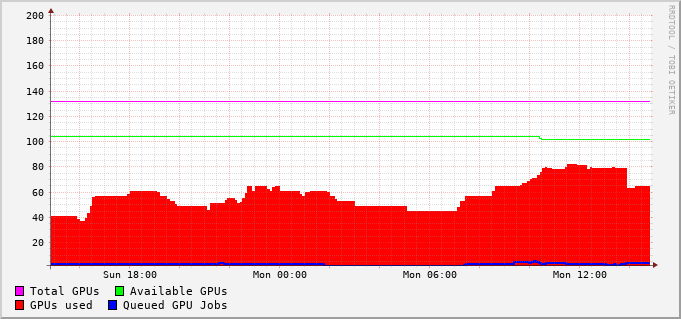 200
180
160
140
120
100
80
60
40
20
Sun 18:00 Mon 00:00 Mon 06:00 Mon 12:00
Total GPUs Available GPUs
GPUs used Queued GPU Jobs
RRDTOOL / TOBI OETIKER